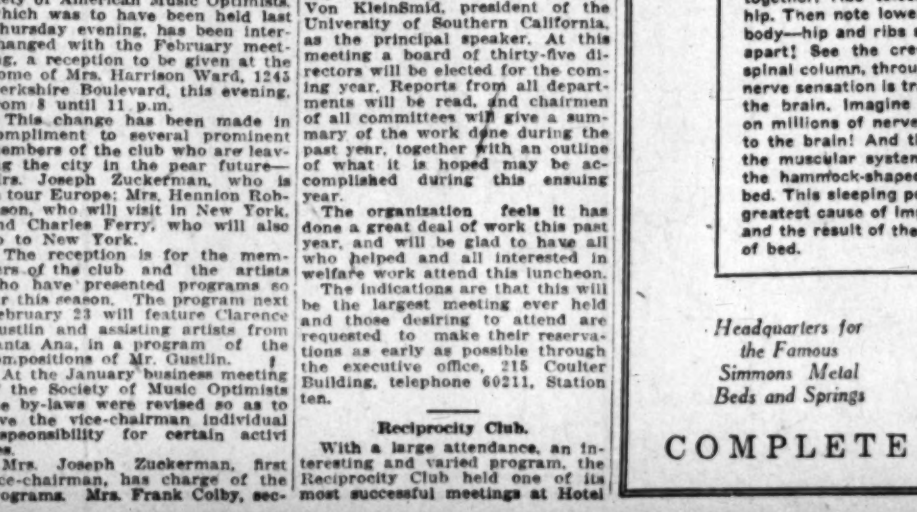 ety of American Music Optimists,
hich was to have been held last
hursday evening, has been inter-
hanged with the February meet-
g, a reception to be given at the
ome of Mrs. Harrison Ward, 1245
erkshire Boulevard, this evening,
om 8 until 11 p.m.
This change has been made in
ompliment to several prominent
embers of the club who are leav-
g the city in the near future—
rs. Joseph Zuckerman, who is
tour Europe; Mrs. Hennion Rob-
son, who will visit in New York,
nd Charles Ferry, who will also
o to New York.
The reception is for the mem-
ers of the club and the artists
ho have presented programs so
r this season. The program next
ebruary 23 will feature Clarence
ustlin and assisting artists from
anta Ana, in a program of the
ompositions of Mr. Gustlin.
At the January business meeting
the Society of Music Optimists
e by-laws were revised so as to
ve the vice-chairman individual
sponsibility for certain activi
es.
Mrs. Joseph Zuckerman, first
ce-chairman, has charge of the
ograms. Mrs. Frank Colby, sec-
Von KleinSmid, president of the
University of Southern California,
as the principal speaker. At this
meeting a board of thirty-five di-
rectors will be elected for the com-
ing year. Reports from all depart-
ments will be read, and chairmen
of all committees will give a sum-
mary of the work done during the
past year, together with an outline
of what it is hoped may be ac-
complished during this ensuing
year.
The organization feels it has
done a great deal of work this past
year, and will be glad to have all
who helped and all interested in
welfare work attend this luncheon.
The indications are that this will
be the largest meeting ever held
and those desiring to attend are
requested to make their reserva-
tions as early as possible through
the executive office, 215 Coulter
Building, telephone 60211, Station
ten.
Reciprocity Club.
With a large attendance, an in-
teresting and varied program, the
Reciprocity Club held one of its
most successful meetings at Hotel
hip. Then note lowe
body—hip and ribs
apart! See the cre
spinal column, throu
nerve sensation is tr
the brain. Imagine
on millions of nerve
to the brain! And t
the muscular system
the hammock-shaped
bed. This sleeping p
greatest cause of im
and the result of the
of bed.
Headquarters for
the Famous
Simmons Metal
Beds and Springs
COMPLETE